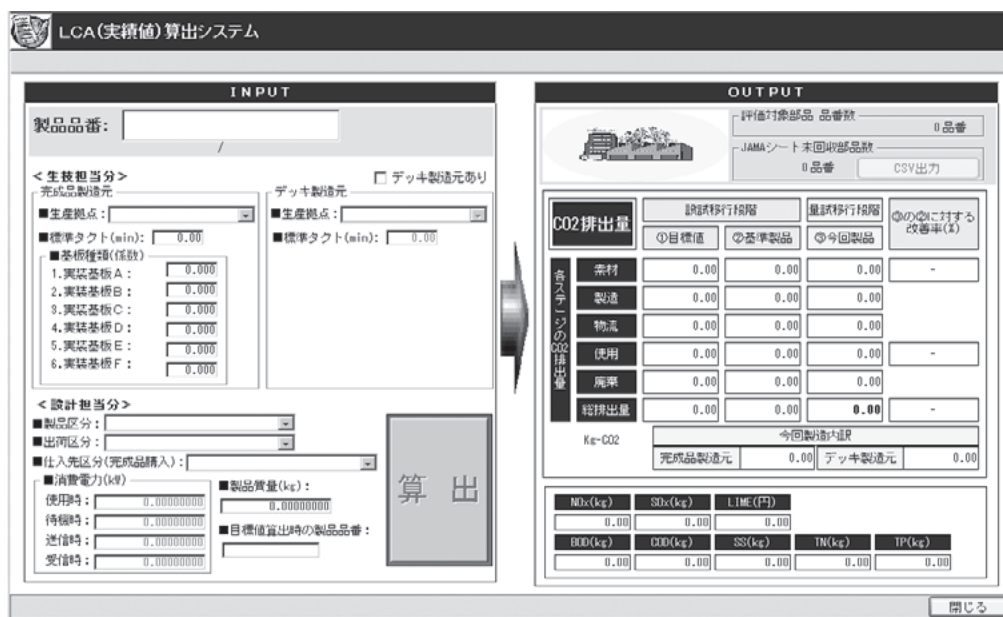 LCA(実績値)算出システム
INPUT
製品品番:
/
<生技担当分>
デッキ製造元あり
完成品製造元
■生産拠点:
■標準タクト(min): 0.00
■基板種類(係数)
1.実装基板A: 0.000
2.実装基板B: 0.000
3.実装基板C: 0.000
4.実装基板D: 0.000
5.実装基板E: 0.000
6.実装基板F: 0.000
デッキ製造元
■生産拠点:
■標準タクト(min): 0.00
<設計担当分>
■製品区分:
■出荷区分:
■仕入先区分(完成品購入):
■消費電力(kW)
使用時: 0.00000000
待機時: 0.00000000
送信時: 0.00000000
受信時: 0.00000000
■製品質量(kg):
0.00000000
■目標値算出時の製品品番:
算 出
OUTPUT
評価対象部品 品番数
0品番
JAMAシート未回収部品数
0品番 CSV出力
CO2排出量 設試移行段階 量試移行段階 ③の②に対する改善率(%)
①目標値 ②基準製品 ③今回製品
各ステージのCO2排出量
素材 0.00 0.00 0.00 -
製造 0.00 0.00 0.00
物流 0.00 0.00 0.00
使用 0.00 0.00 0.00 -
廃棄 0.00 0.00 0.00
総排出量 0.00 0.00 0.00 -
Kg-CO2 今回製造内訳
完成品製造元 0.00 デッキ製造元 0.00
NOx(kg) SOx(kg) LIME(円)
0.00 0.00 0.00
BOD(kg) COD(kg) SS(kg) TN(kg) TP(kg)
0.00 0.00 0.00 0.00 0.00
閉じる